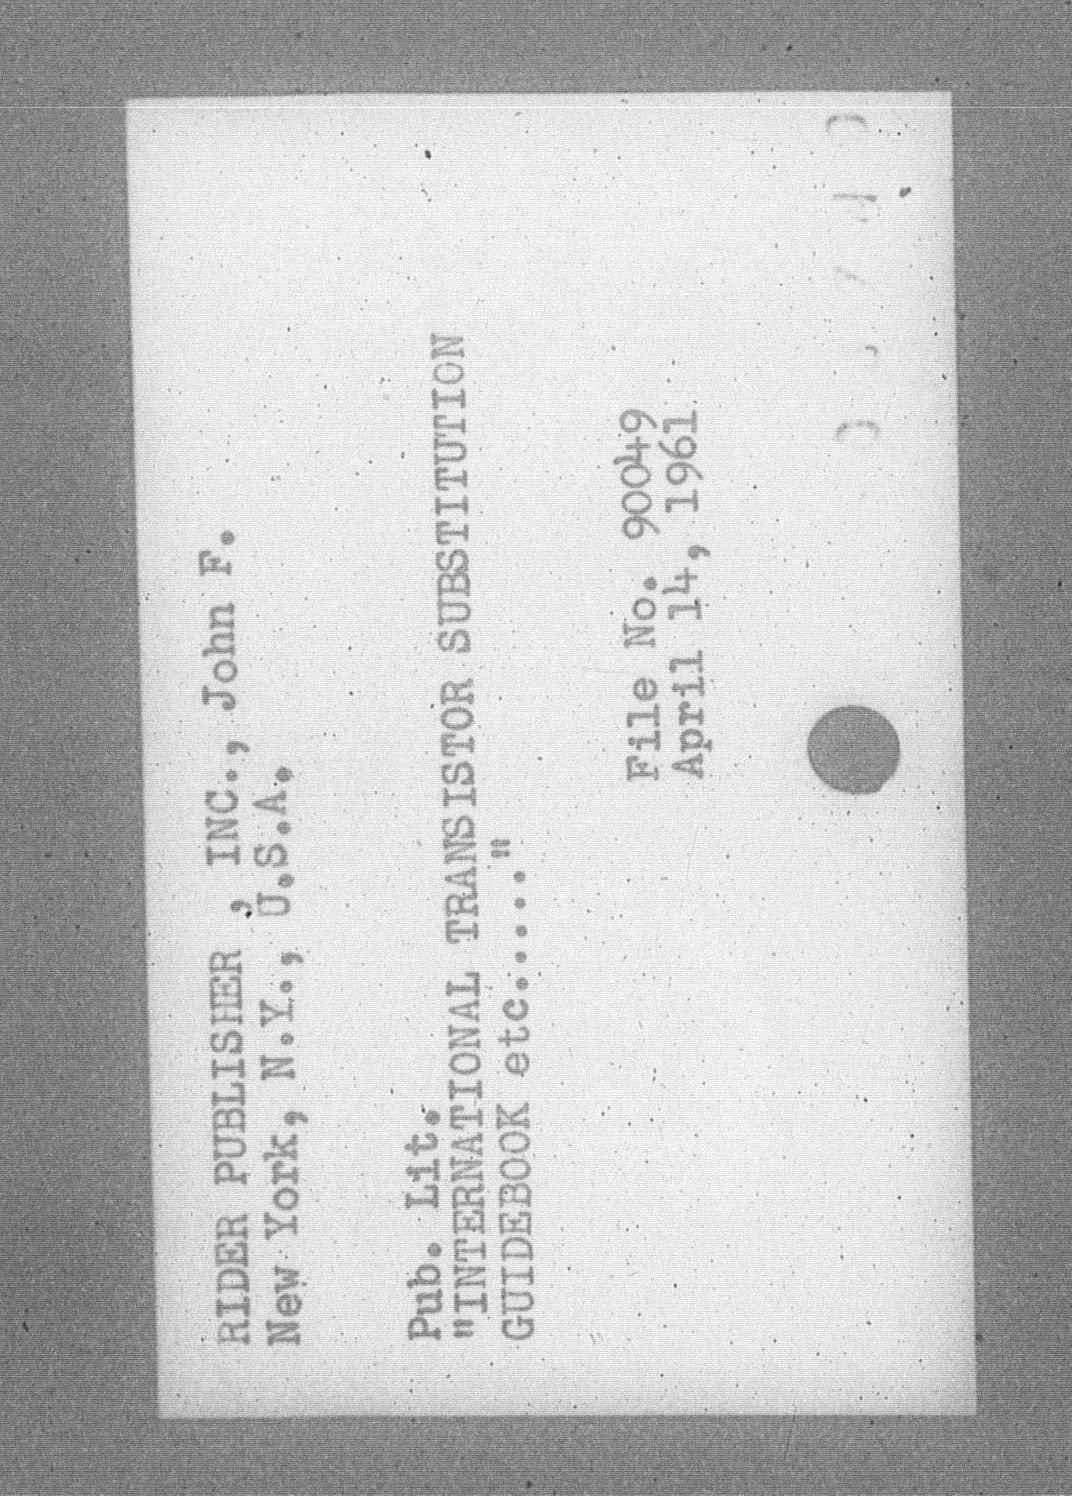 RIDER PUBLISHER , INC., John F.
New York, N.Y., U.S.A.
Pub. Lit.
"INTERNATIONAL TRANSISTOR SUBSTITUTION
GUIDEBOOK etc....."
File No. 90049
April 14, 1961